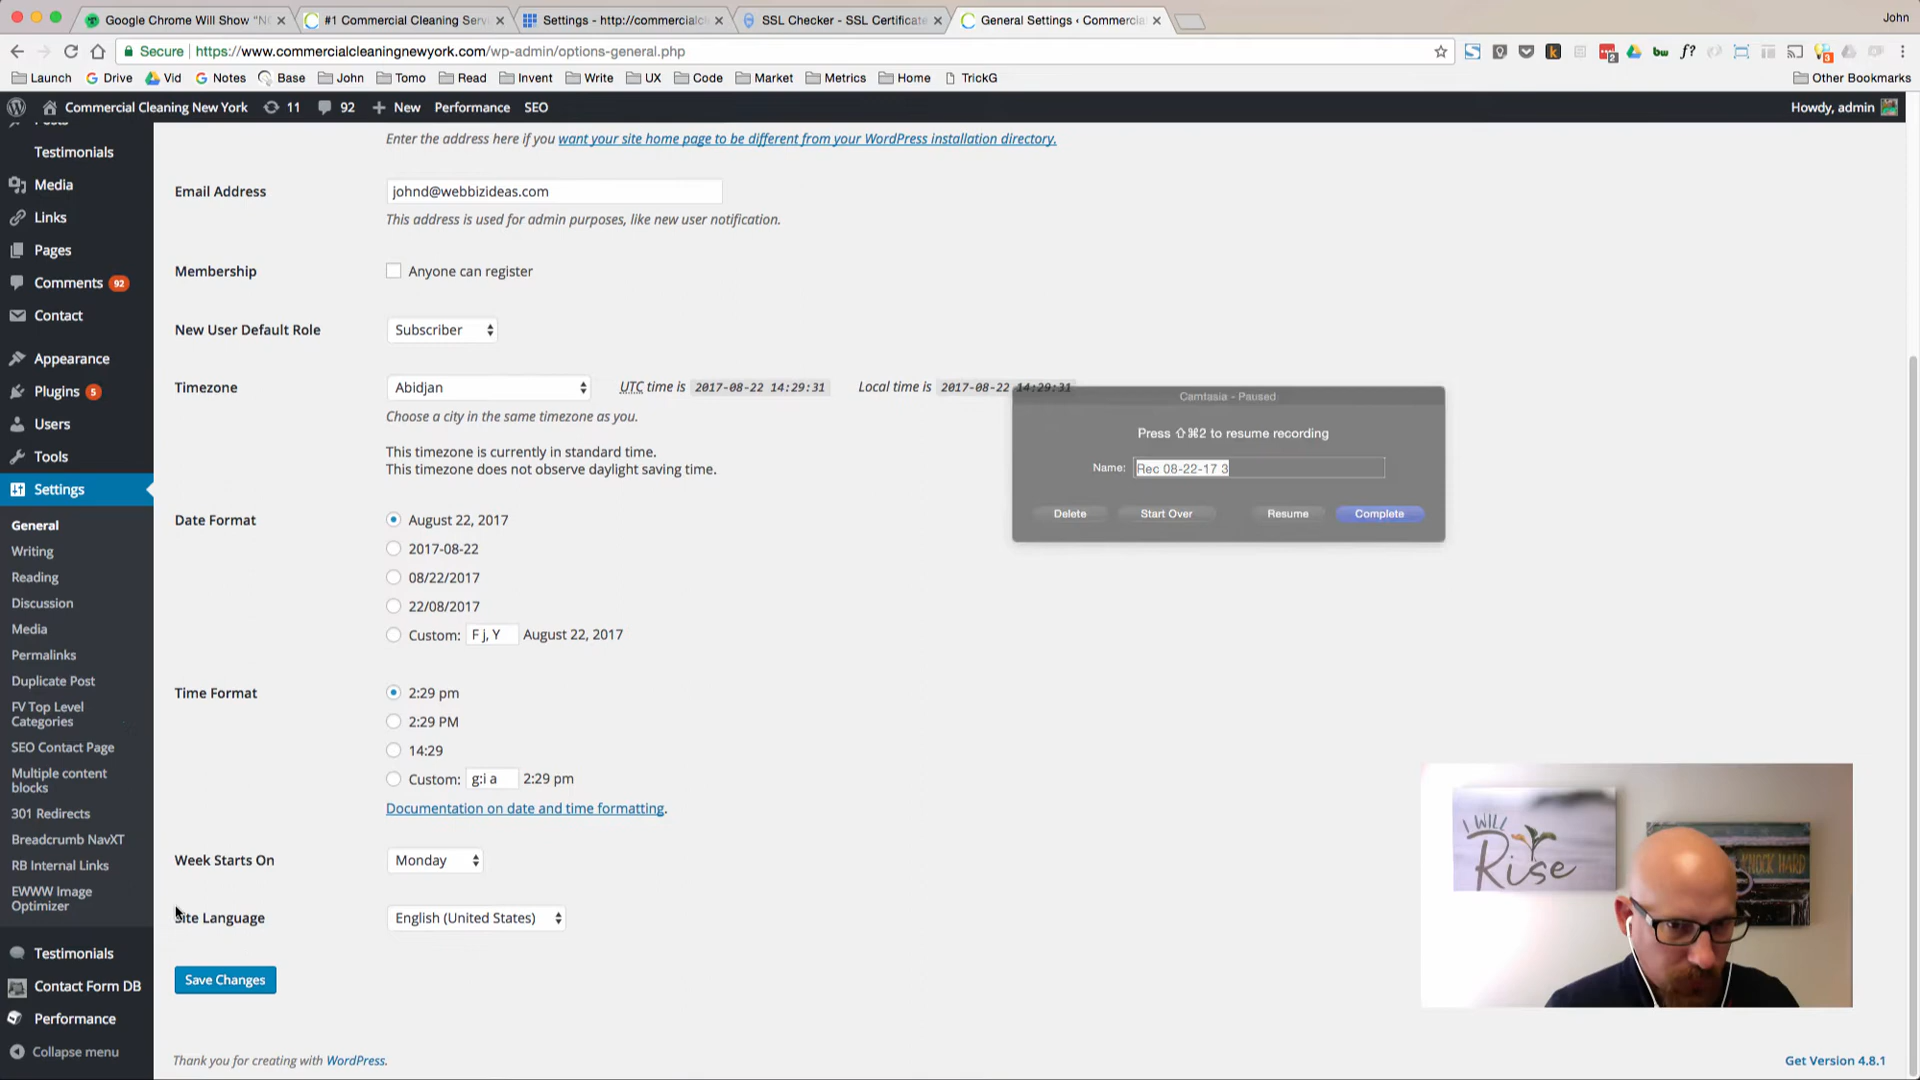 Google Chrome Will Show "N
#1 Commercial Cleaning Serv
Settings - http://commercialc
SSL Checker - SSL Certificate
General Settings ‹ Commercia
John
Secure
https://www.commercialcleaningnewyork.com/wp-admin/options-general.php
Launch
Drive
Vid
Notes
Base
John
Tomo
Read
Invent
Write
UX
Code
Market
Metrics
Home
TrickG
Other Bookmarks
Commercial Cleaning New York
11
92
New
Performance
SEO
Howdy, admin
Posts
Testimonials
Media
Links
Pages
Comments 92
Contact
Appearance
Plugins 5
Users
Tools
Settings
General
Writing
Reading
Discussion
Media
Permalinks
Duplicate Post
FV Top Level
Categories
SEO Contact Page
Multiple content
blocks
301 Redirects
Breadcrumb NavXT
RB Internal Links
EWWW Image
Optimizer
Testimonials
Contact Form DB
Performance
Collapse menu
Enter the address here if you want your site home page to be different from your WordPress installation directory.
Email Address
johnd@webbizideas.com
This address is used for admin purposes, like new user notification.
Membership
Anyone can register
New User Default Role
Subscriber
Timezone
Abidjan
UTC time is 2017-08-22 14:29:31
Local time is 2017-08-22 14:29:31
Choose a city in the same timezone as you.
This timezone is currently in standard time.
This timezone does not observe daylight saving time.
Date Format
August 22, 2017
2017-08-22
08/22/2017
22/08/2017
Custom: F j, Y August 22, 2017
Time Format
2:29 pm
2:29 PM
14:29
Custom: g:i a 2:29 pm
Documentation on date and time formatting.
Week Starts On
Monday
Site Language
English (United States)
Save Changes
Thank you for creating with WordPress.
Get Version 4.8.1
Camtasia - Paused
Press ⇧⌘2 to resume recording
Name: Rec 08-22-17 3
Delete
Start Over
Resume
Complete
I WILL
Rise
KNOCK HARD